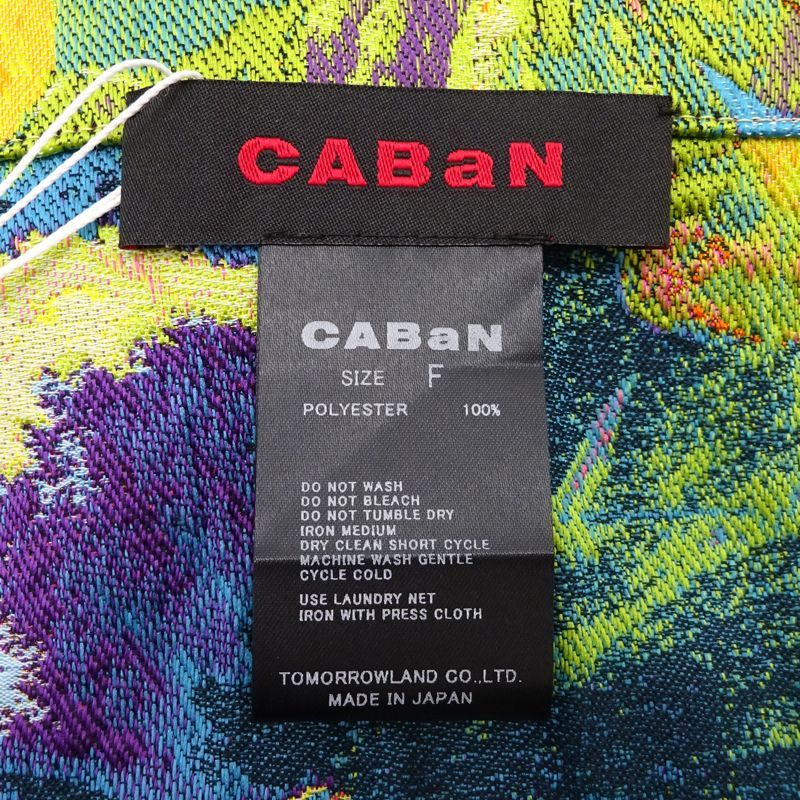 CABaN
CABaN
SIZE F
POLYESTER 100%
DO NOT WASH
DO NOT BLEACH
DO NOT TUMBLE DRY
IRON MEDIUM
DRY CLEAN SHORT CYCLE
MACHINE WASH GENTLE
CYCLE COLD
USE LAUNDRY NET
IRON WITH PRESS CLOTH
TOMORROWLAND CO.,LTD.
MADE IN JAPAN